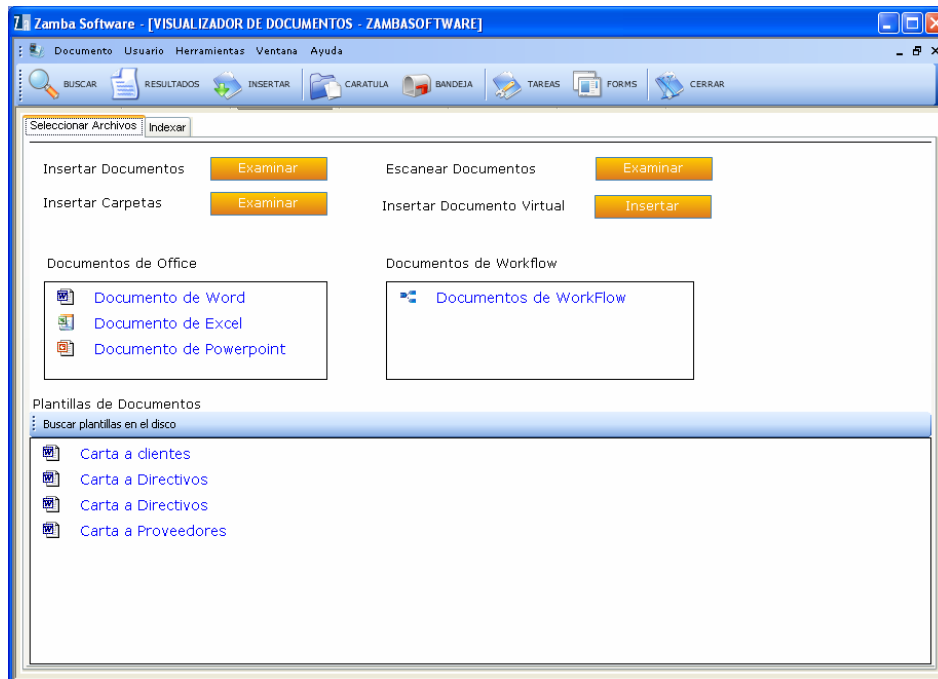 Zamba Software - [VISUALIZADOR DE DOCUMENTOS - ZAMBASOFTWARE]
Documento Usuario Herramientas Ventana Ayuda
BUSCAR RESULTADOS INSERTAR CARATULA BANDEJA TAREAS FORMS CERRAR
Seleccionar Archivos Indexar
Insertar Documentos Examinar Escanear Documentos Examinar
Insertar Carpetas Examinar Insertar Documento Virtual Insertar
Documentos de Office Documentos de Workflow
Documento de Word Documentos de WorkFlow
Documento de Excel
Documento de Powerpoint
Plantillas de Documentos
Buscar plantillas en el disco
Carta a clientes
Carta a Directivos
Carta a Directivos
Carta a Proveedores